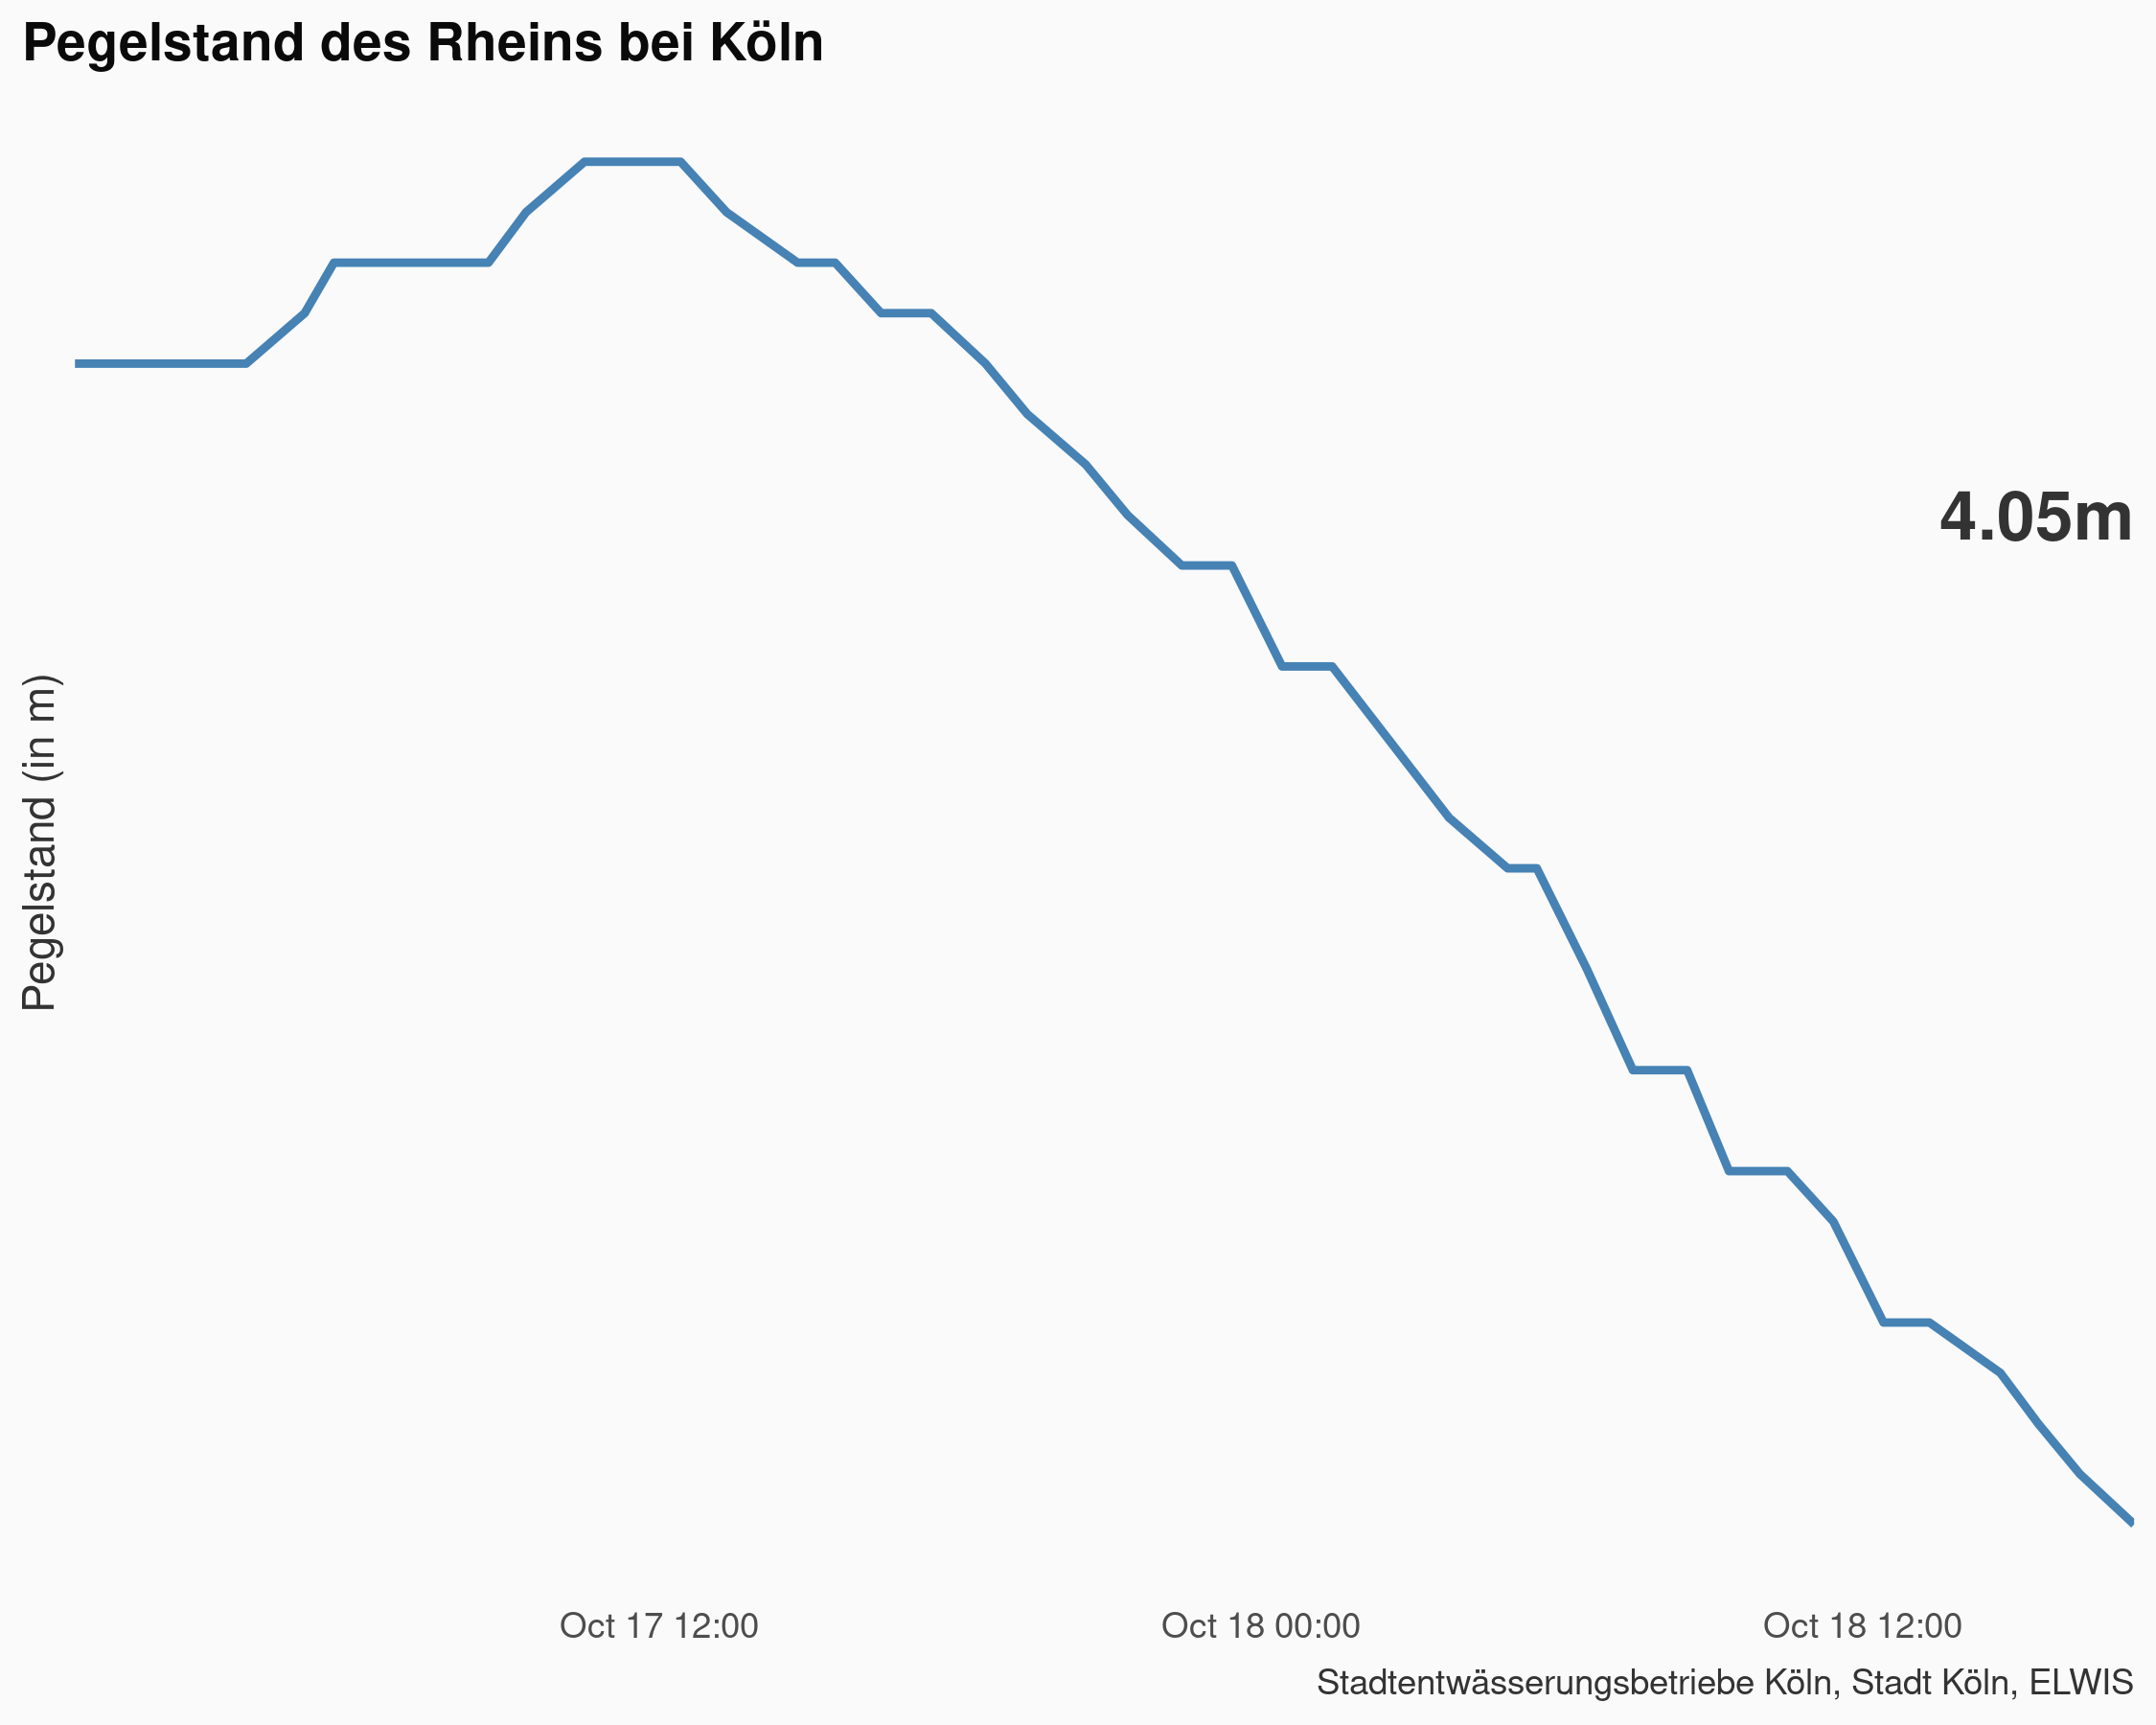 Pegelstand des Rheins bei Köln
4.05m
Pegelstand (in m)
Oct 17 12:00
Oct 18 00:00
Oct 18 12:00
Stadtentwässerungsbetriebe Köln, Stadt Köln, ELWIS